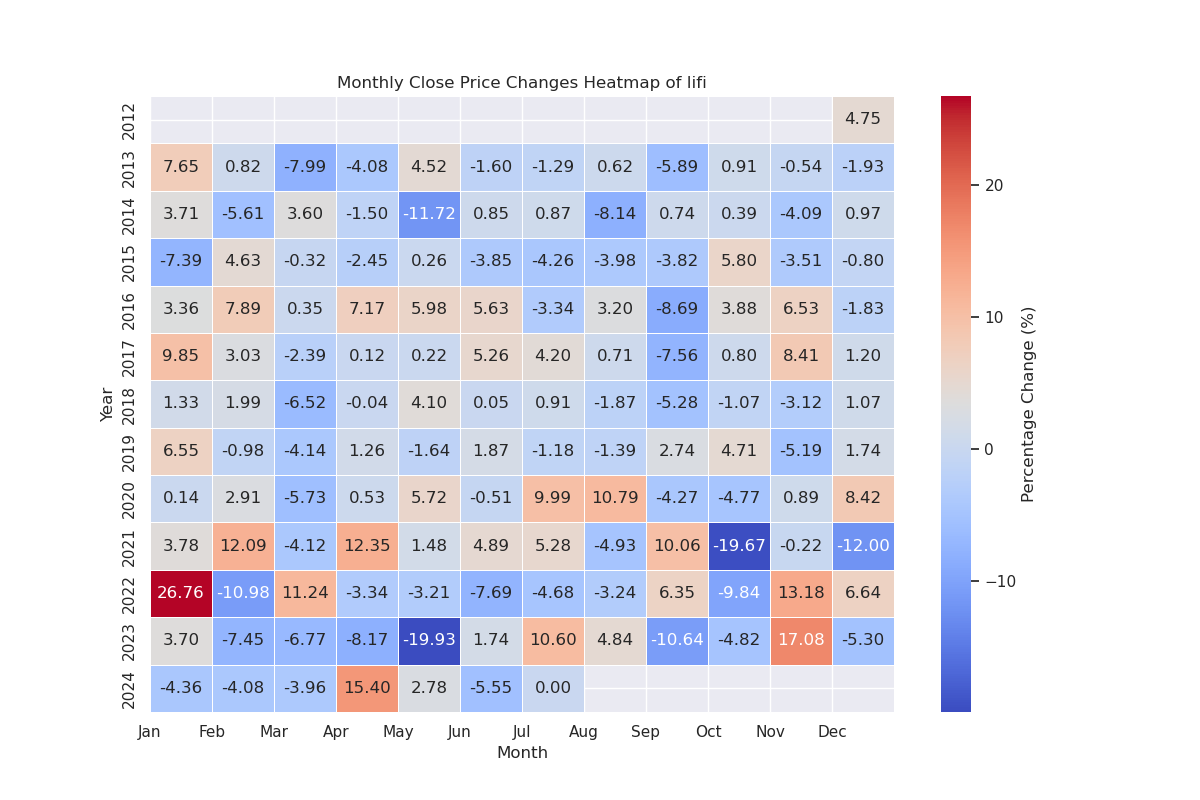 Monthly Close Price Changes Heatmap of lifi
2012 4.75
2013 7.65 0.82 -7.99 -4.08 4.52 -1.60 -1.29 0.62 -5.89 0.91 -0.54 -1.93
2014 3.71 -5.61 3.60 -1.50 -11.72 0.85 0.87 -8.14 0.74 0.39 -4.09 0.97
2015 -7.39 4.63 -0.32 -2.45 0.26 -3.85 -4.26 -3.98 -3.82 5.80 -3.51 -0.80
2016 3.36 7.89 0.35 7.17 5.98 5.63 -3.34 3.20 -8.69 3.88 6.53 -1.83
2017 9.85 3.03 -2.39 0.12 0.22 5.26 4.20 0.71 -7.56 0.80 8.41 1.20
2018 1.33 1.99 -6.52 -0.04 4.10 0.05 0.91 -1.87 -5.28 -1.07 -3.12 1.07
2019 6.55 -0.98 -4.14 1.26 -1.64 1.87 -1.18 -1.39 2.74 4.71 -5.19 1.74
2020 0.14 2.91 -5.73 0.53 5.72 -0.51 9.99 10.79 -4.27 -4.77 0.89 8.42
2021 3.78 12.09 -4.12 12.35 1.48 4.89 5.28 -4.93 10.06 -19.67 -0.22 -12.00
2022 26.76 -10.98 11.24 -3.34 -3.21 -7.69 -4.68 -3.24 6.35 -9.84 13.18 6.64
2023 3.70 -7.45 -6.77 -8.17 -19.93 1.74 10.60 4.84 -10.64 -4.82 17.08 -5.30
2024 -4.36 -4.08 -3.96 15.40 2.78 -5.55 0.00
Jan Feb Mar Apr May Jun Jul Aug Sep Oct Nov Dec
Month
Year
20
10
0
−10
Percentage Change (%)